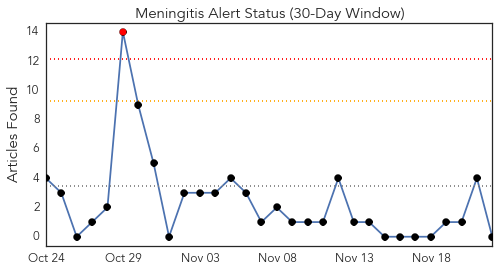 Meningitis Alert Status (30-Day Window)
Articles Found
14
12
10
8
6
4
2
0
Oct 24 Oct 29 Nov 03 Nov 08 Nov 13 Nov 18